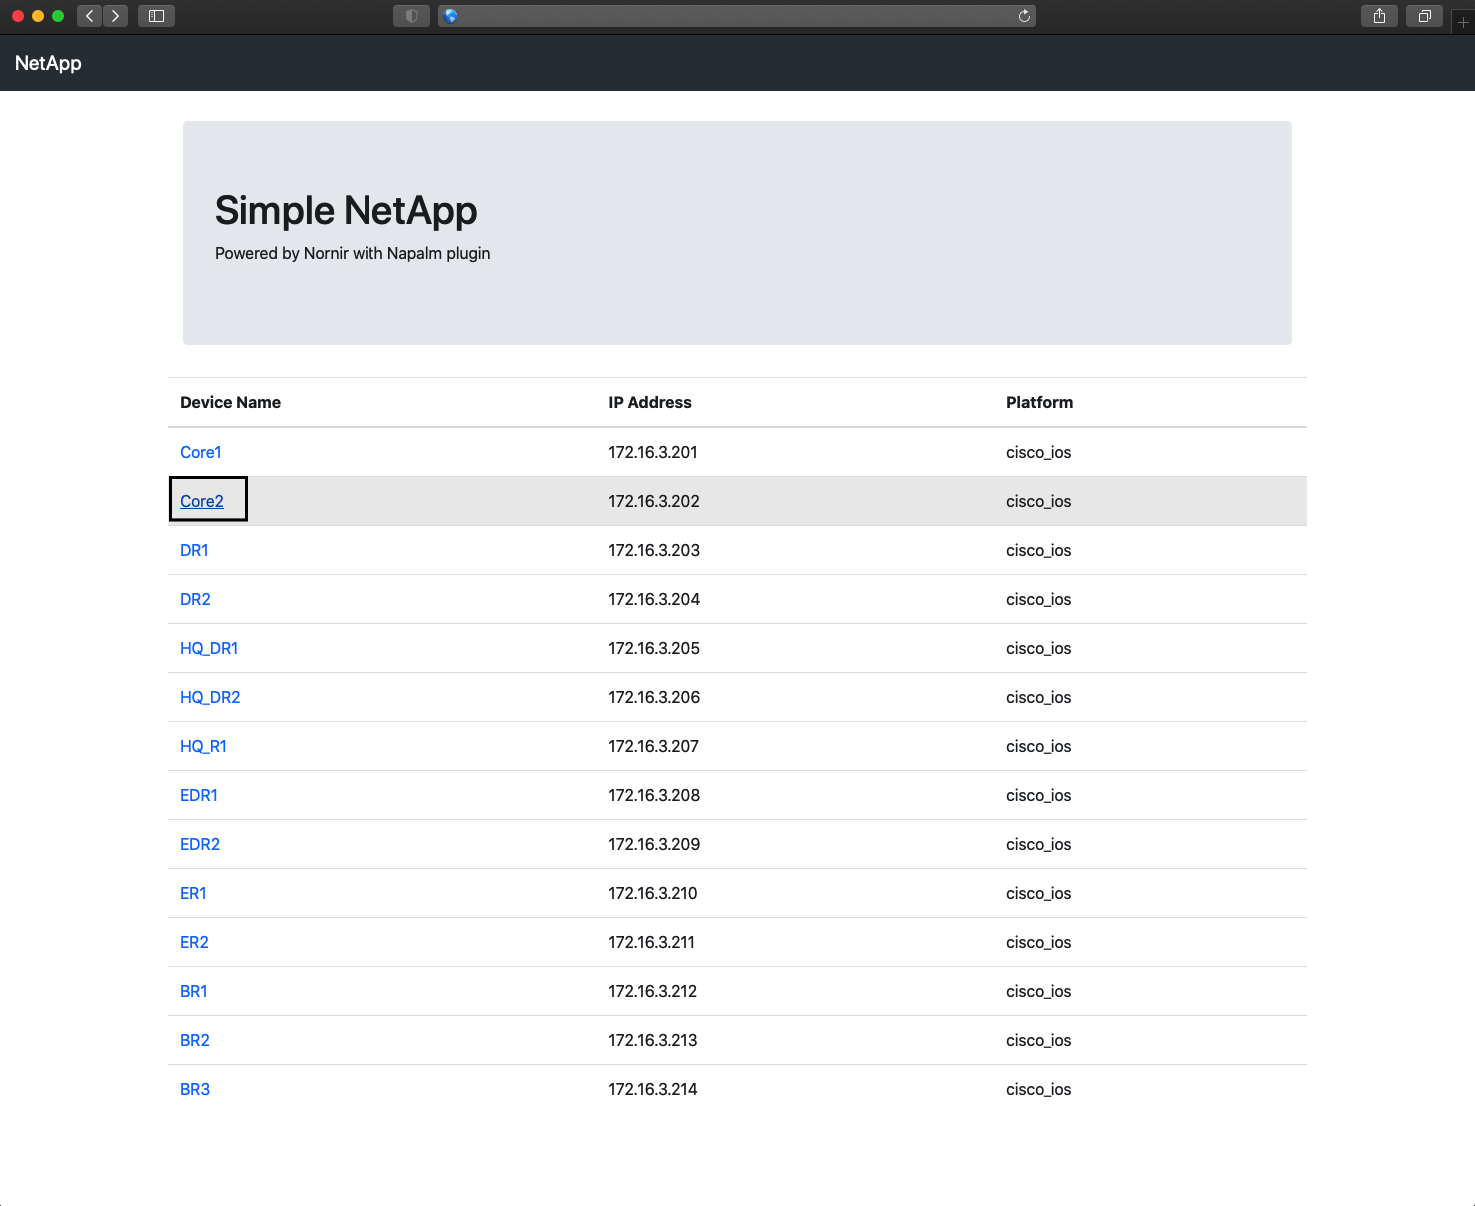 NetApp
Simple NetApp
Powered by Nornir with Napalm plugin
Device Name IP Address Platform
Core1 172.16.3.201 cisco_ios
Core2 172.16.3.202 cisco_ios
DR1 172.16.3.203 cisco_ios
DR2 172.16.3.204 cisco_ios
HQ_DR1 172.16.3.205 cisco_ios
HQ_DR2 172.16.3.206 cisco_ios
HQ_R1 172.16.3.207 cisco_ios
EDR1 172.16.3.208 cisco_ios
EDR2 172.16.3.209 cisco_ios
ER1 172.16.3.210 cisco_ios
ER2 172.16.3.211 cisco_ios
BR1 172.16.3.212 cisco_ios
BR2 172.16.3.213 cisco_ios
BR3 172.16.3.214 cisco_ios